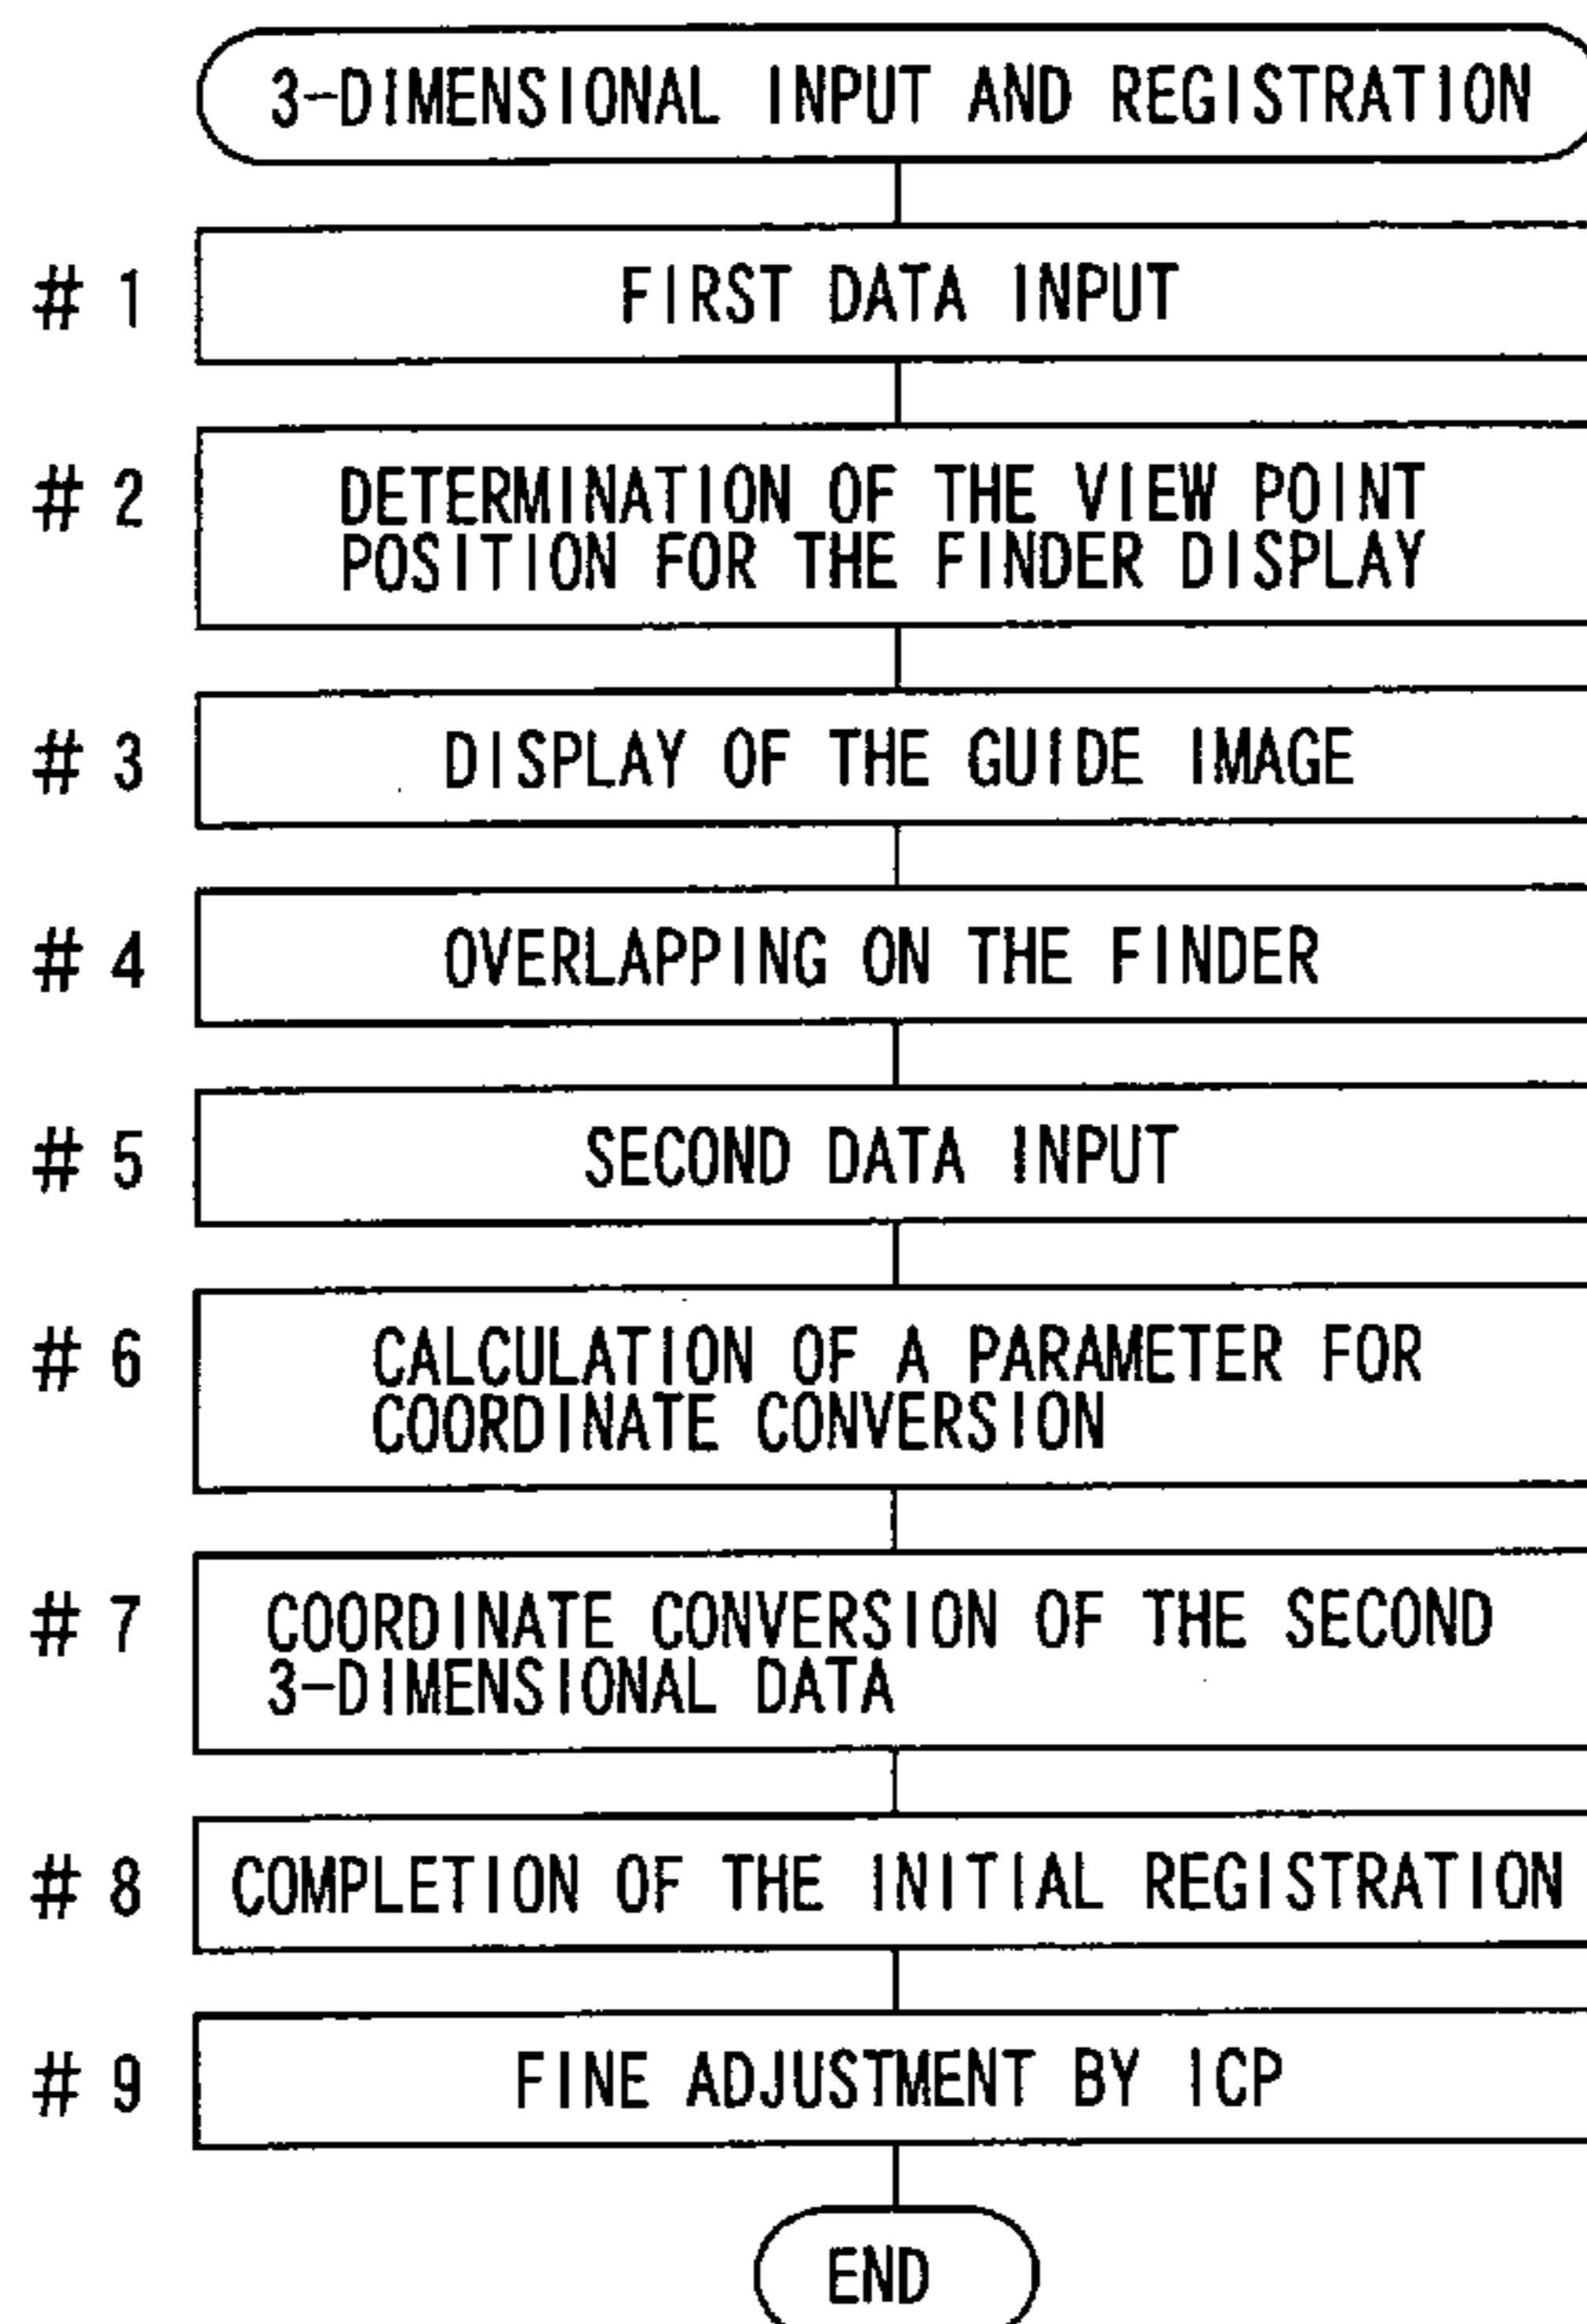 3-DIMENSIONAL INPUT AND REGISTRATION
# 1 FIRST DATA INPUT
# 2 DETERMINATION OF THE VIEW POINT
POSITION FOR THE FINDER DISPLAY
# 3 DISPLAY OF THE GUIDE IMAGE
# 4 OVERLAPPING ON THE FINDER
# 5 SECOND DATA INPUT
# 6 CALCULATION OF A PARAMETER FOR
COORDINATE CONVERSION
# 7 COORDINATE CONVERSION OF THE SECOND
3-DIMENSIONAL DATA
# 8 COMPLETION OF THE INITIAL REGISTRATION
# 9 FINE ADJUSTMENT BY ICP
END